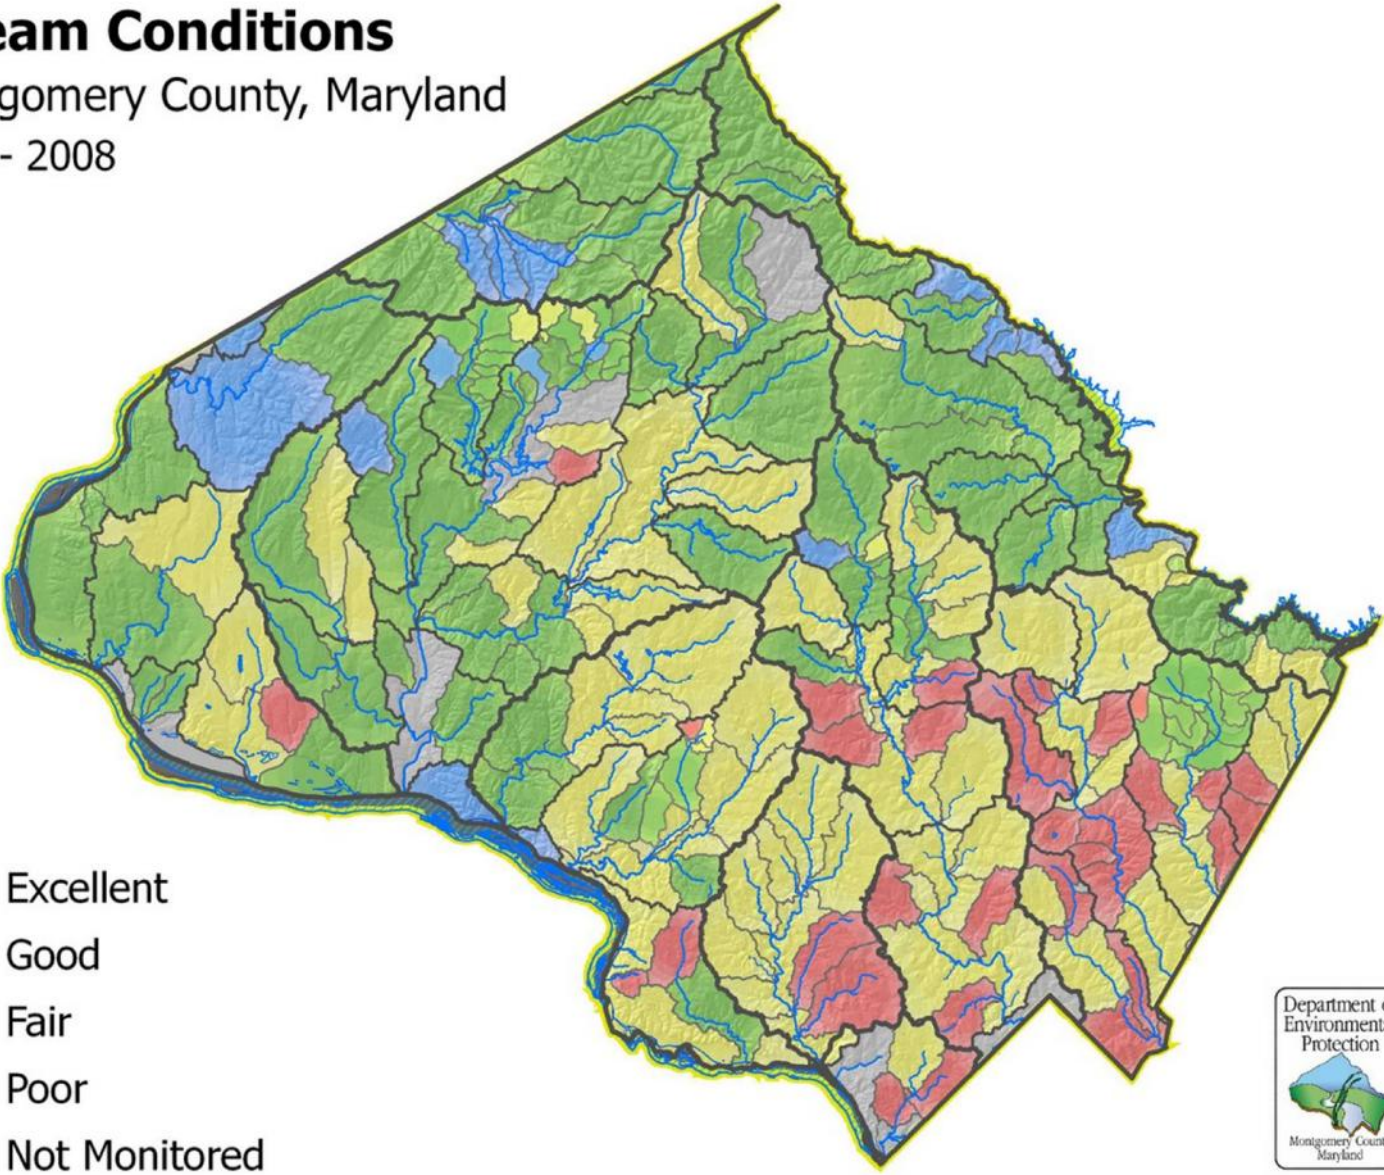 eam Conditions
gomery County, Maryland
- 2008
Excellent
Good
Fair
Poor
Not Monitored
Department o
Environment
Protection
Montgomery Count
Maryland